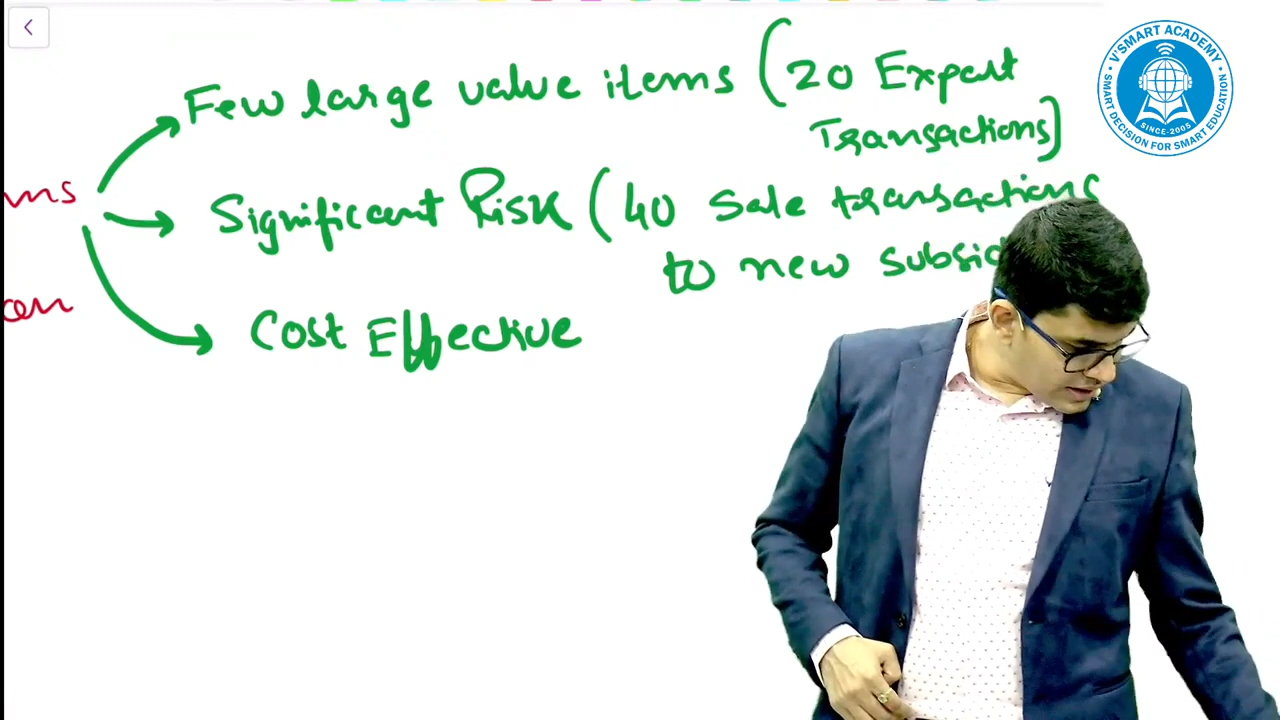 Few large value items (20 Export
Transactions)
Significant Risk (40 Sale transactions
to new
Cost Effective
V'SMART ACADEMY
SMART DECISION FOR SMART EDUCATION
SINCE-2005